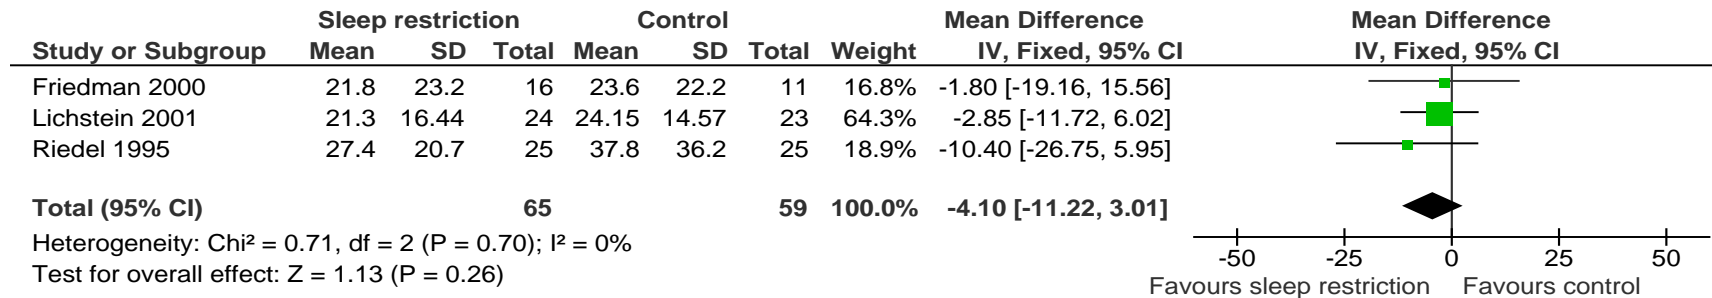 Sleep restriction Control Mean Difference Mean Difference
Study or Subgroup Mean SD Total Mean SD Total Weight IV, Fixed, 95% CI IV, Fixed, 95% CI
Friedman 2000 21.8 23.2 16 23.6 22.2 11 16.8% -1.80 [-19.16, 15.56]
Lichstein 2001 21.3 16.44 24 24.15 14.57 23 64.3% -2.85 [-11.72, 6.02]
Riedel 1995 27.4 20.7 25 37.8 36.2 25 18.9% -10.40 [-26.75, 5.95]
Total (95% CI) 65 59 100.0% -4.10 [-11.22, 3.01]
Heterogeneity: Chi² = 0.71, df = 2 (P = 0.70); I² = 0%
Test for overall effect: Z = 1.13 (P = 0.26)
-50 -25 0 25 50
Favours sleep restriction Favours control